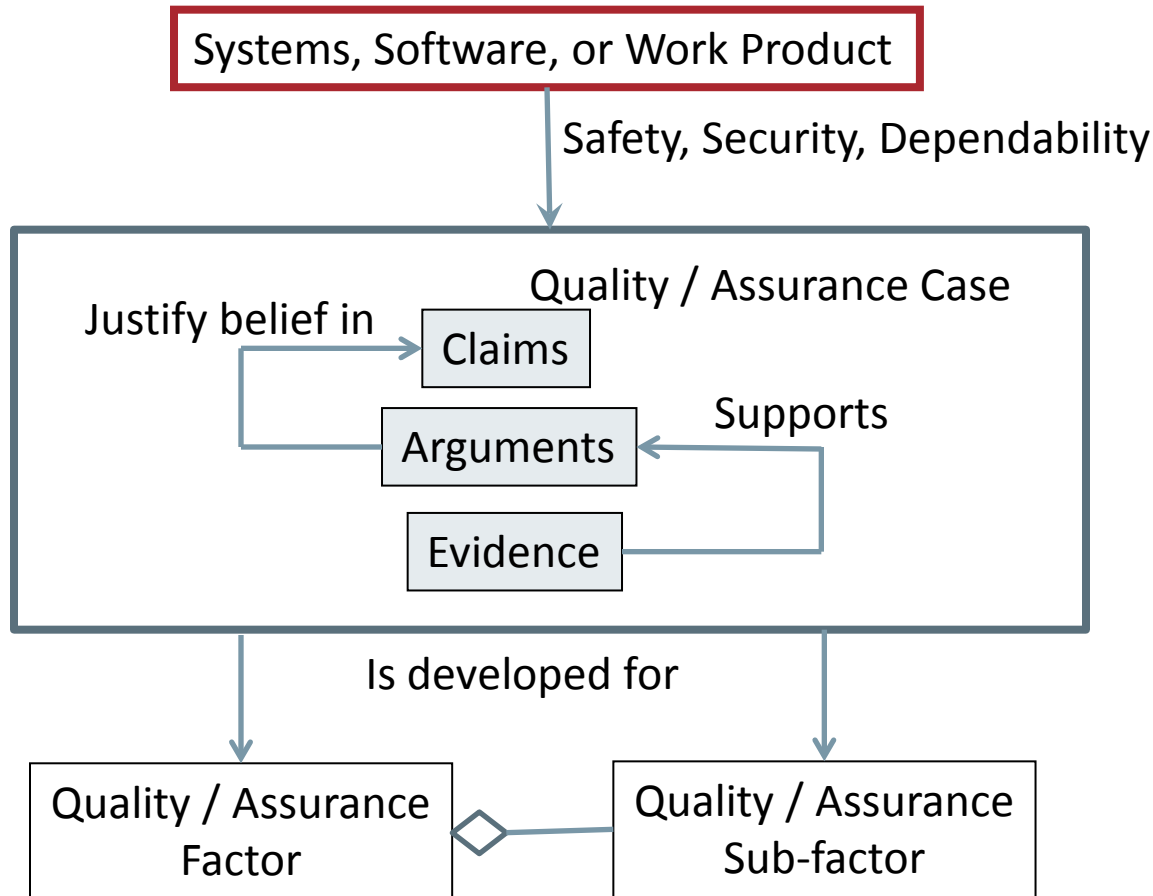 Systems, Software, or Work Product
Safety, Security, Dependability
Quality / Assurance Case
Justify belief in
Claims
Supports
Arguments
Evidence
Is developed for
Quality / Assurance
Factor
Quality / Assurance
Sub-factor